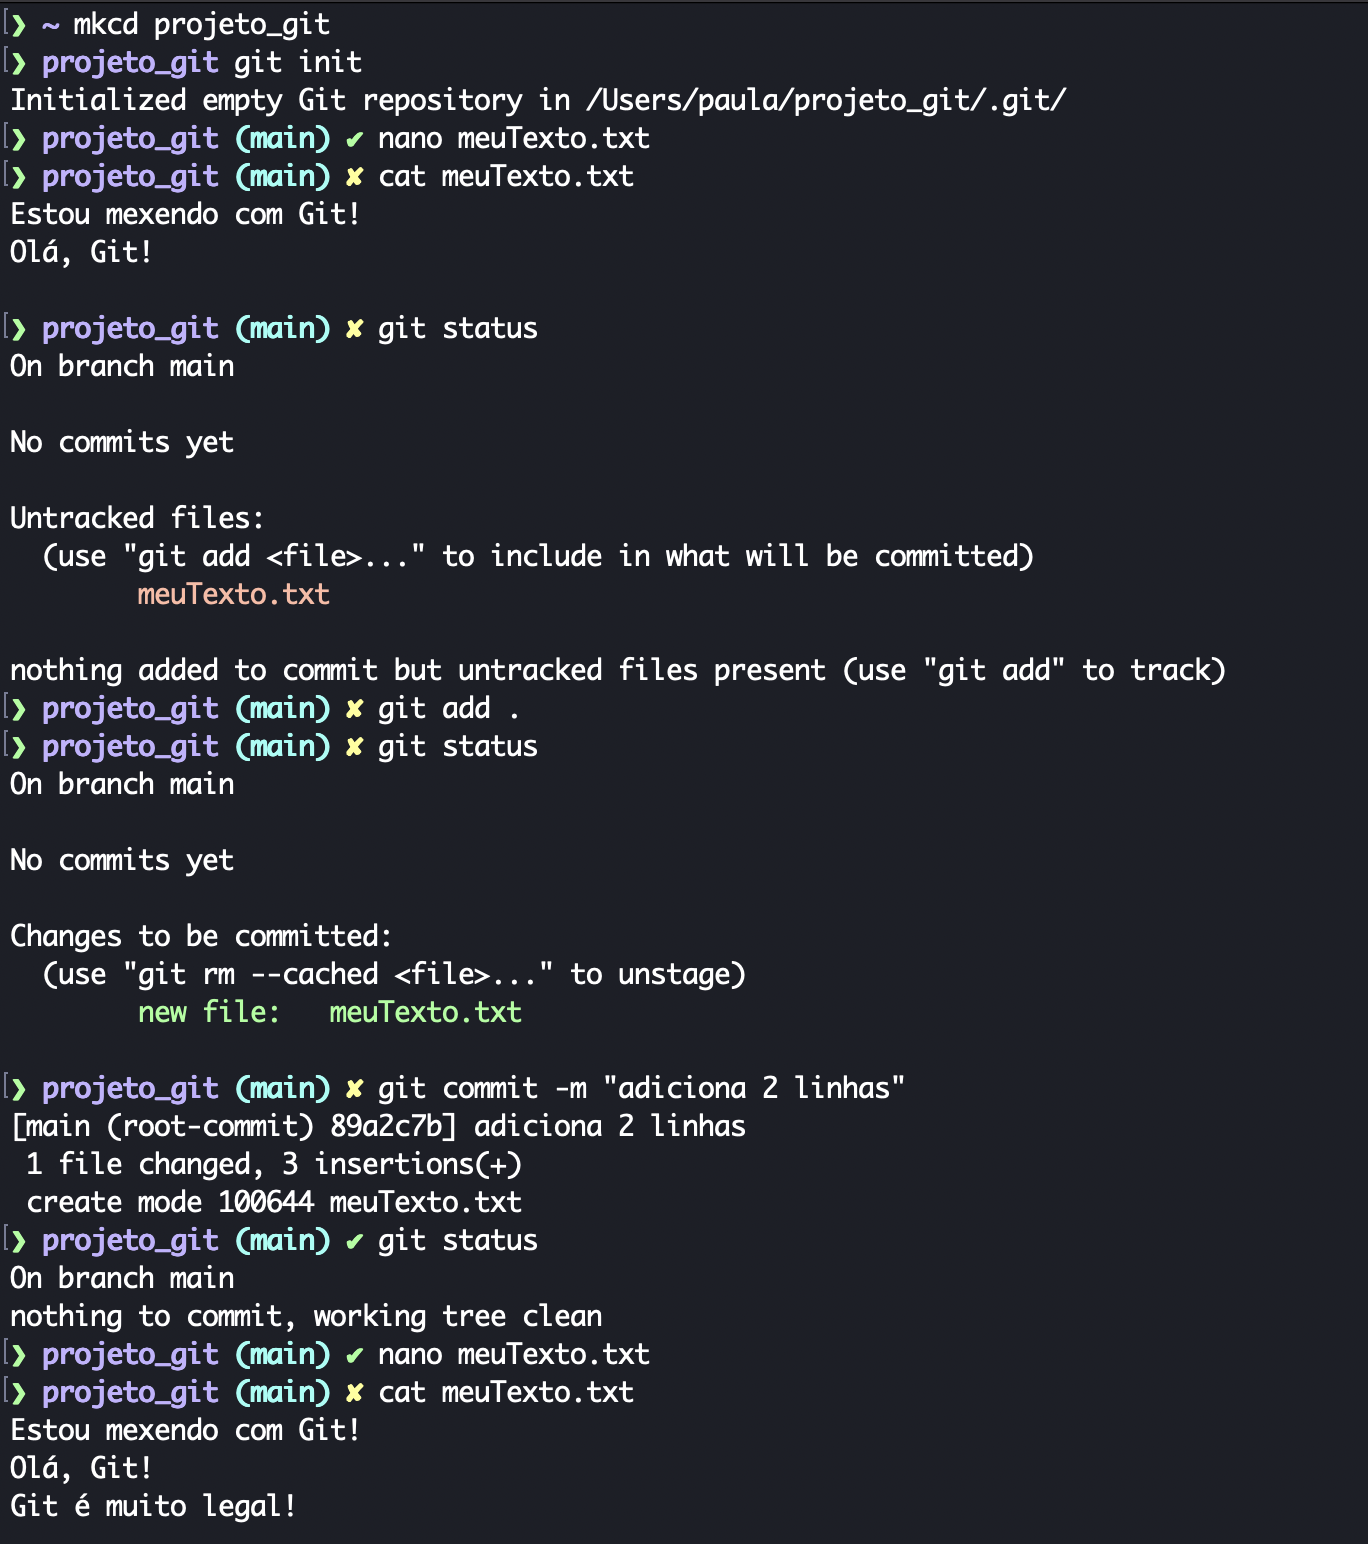 ❯ ~ mkcd projeto_git
❯ projeto_git git init
Initialized empty Git repository in /Users/paula/projeto_git/.git/
❯ projeto_git (main) ✔ nano meuTexto.txt
❯ projeto_git (main) ✘ cat meuTexto.txt
Estou mexendo com Git!
Olá, Git!
❯ projeto_git (main) ✘ git status
On branch main
No commits yet
Untracked files:
  (use "git add <file>..." to include in what will be committed)
        meuTexto.txt
nothing added to commit but untracked files present (use "git add" to track)
❯ projeto_git (main) ✘ git add .
❯ projeto_git (main) ✘ git status
On branch main
No commits yet
Changes to be committed:
  (use "git rm --cached <file>..." to unstage)
        new file:   meuTexto.txt
❯ projeto_git (main) ✘ git commit -m "adiciona 2 linhas"
[main (root-commit) 89a2c7b] adiciona 2 linhas
 1 file changed, 3 insertions(+)
 create mode 100644 meuTexto.txt
❯ projeto_git (main) ✔ git status
On branch main
nothing to commit, working tree clean
❯ projeto_git (main) ✔ nano meuTexto.txt
❯ projeto_git (main) ✘ cat meuTexto.txt
Estou mexendo com Git!
Olá, Git!
Git é muito legal!